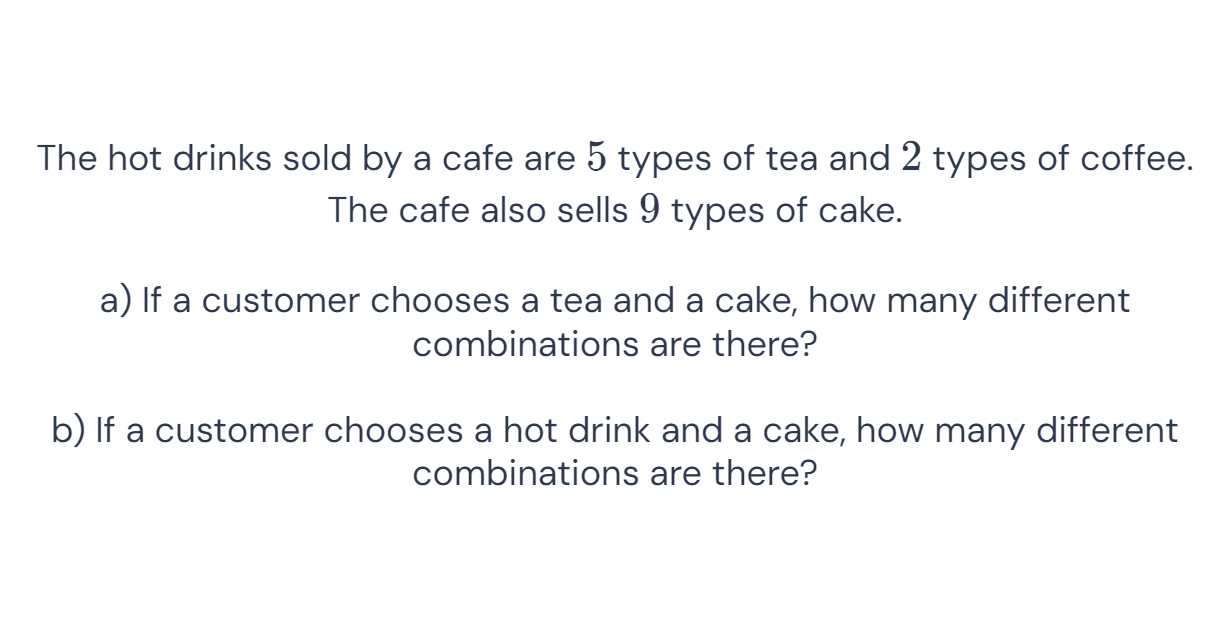 The hot drinks sold by a cafe are 5 types of tea and 2 types of coffee.
The cafe also sells 9 types of cake.
a) If a customer chooses a tea and a cake, how many different
combinations are there?
b) If a customer chooses a hot drink and a cake, how many different
combinations are there?